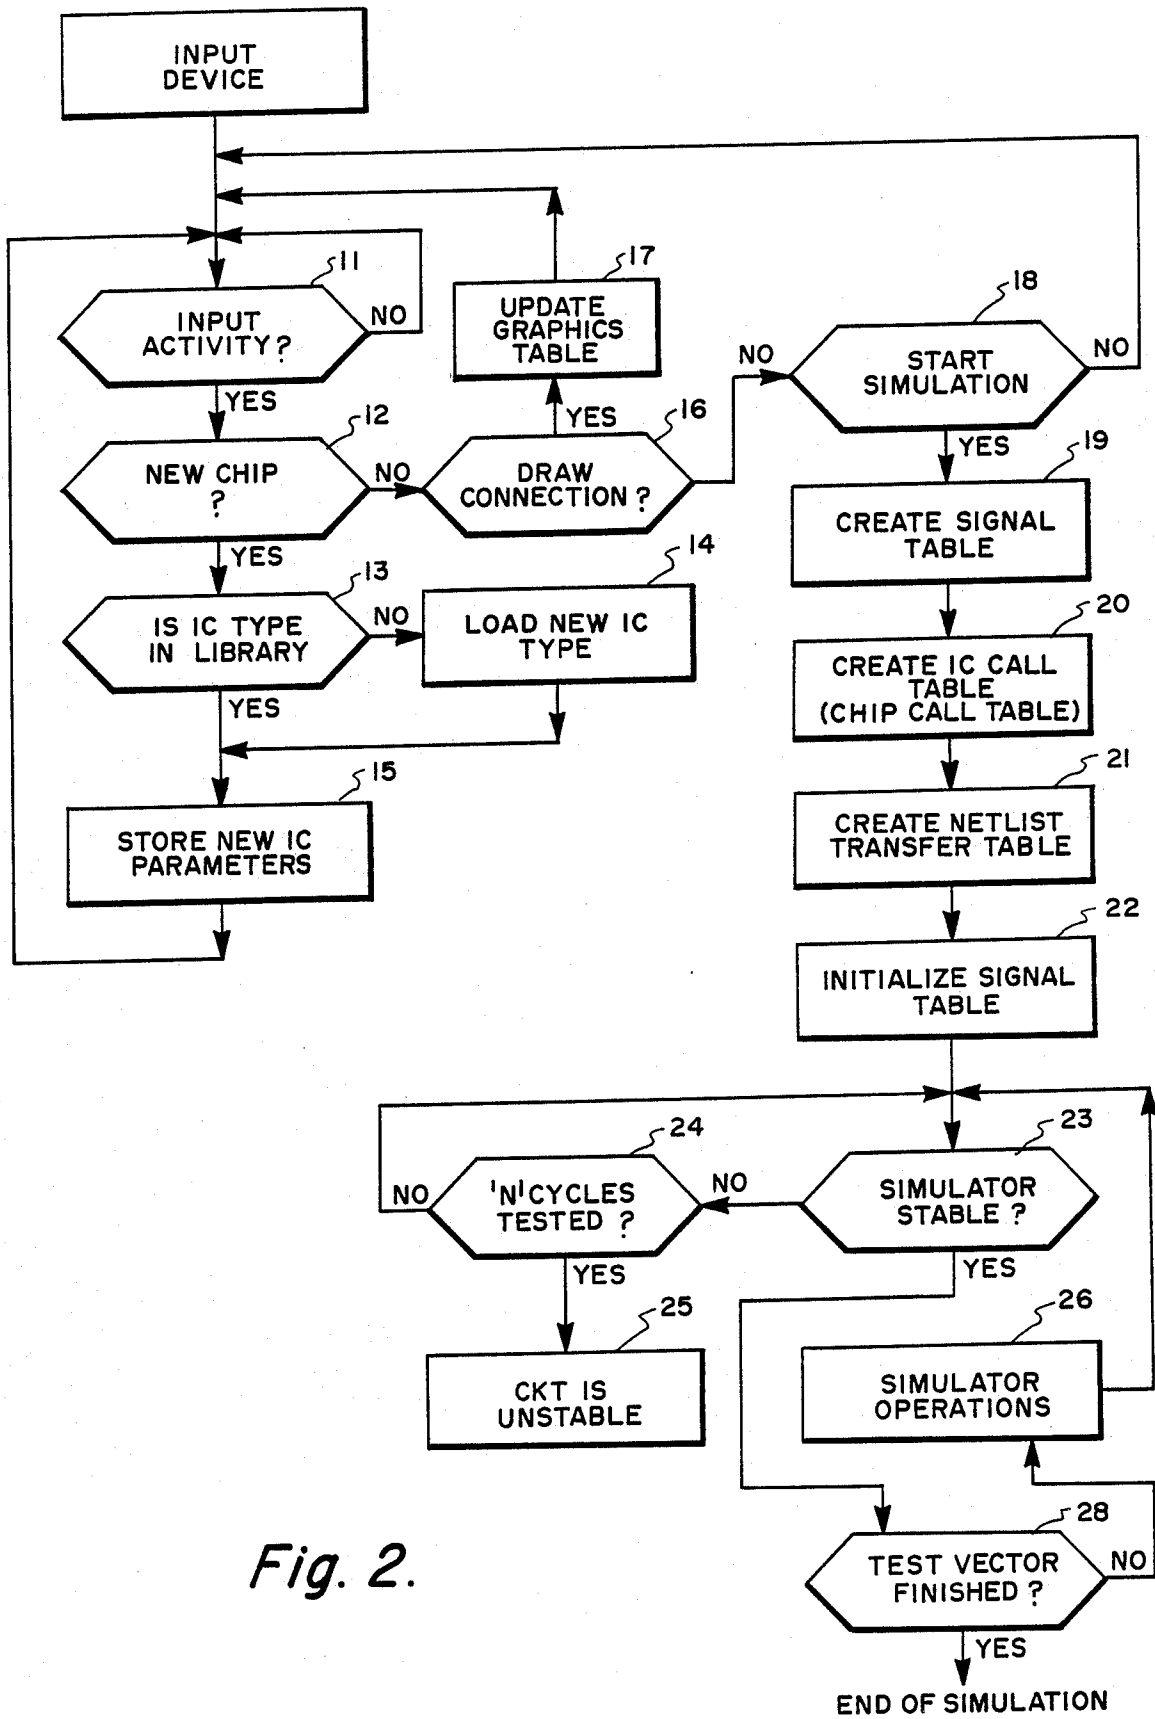 INPUT
DEVICE
11
INPUT
ACTIVITY?
NO
YES
17
UPDATE
GRAPHICS
TABLE
YES
18
START
SIMULATION
NO
NO
YES
12
NEW CHIP
?
NO
YES
16
DRAW
CONNECTION?
19
CREATE SIGNAL
TABLE
13
IS IC TYPE
IN LIBRARY
NO
YES
14
LOAD NEW IC
TYPE
20
CREATE IC CALL
TABLE
(CHIP CALL TABLE)
15
STORE NEW IC
PARAMETERS
21
CREATE NETLIST
TRANSFER TABLE
22
INITIALIZE SIGNAL
TABLE
24
'N'CYCLES
TESTED?
NO
YES
23
SIMULATOR
STABLE?
NO
YES
25
CKT IS
UNSTABLE
26
SIMULATOR
OPERATIONS
28
TEST VECTOR
FINISHED?
NO
YES
END OF SIMULATION
Fig. 2.